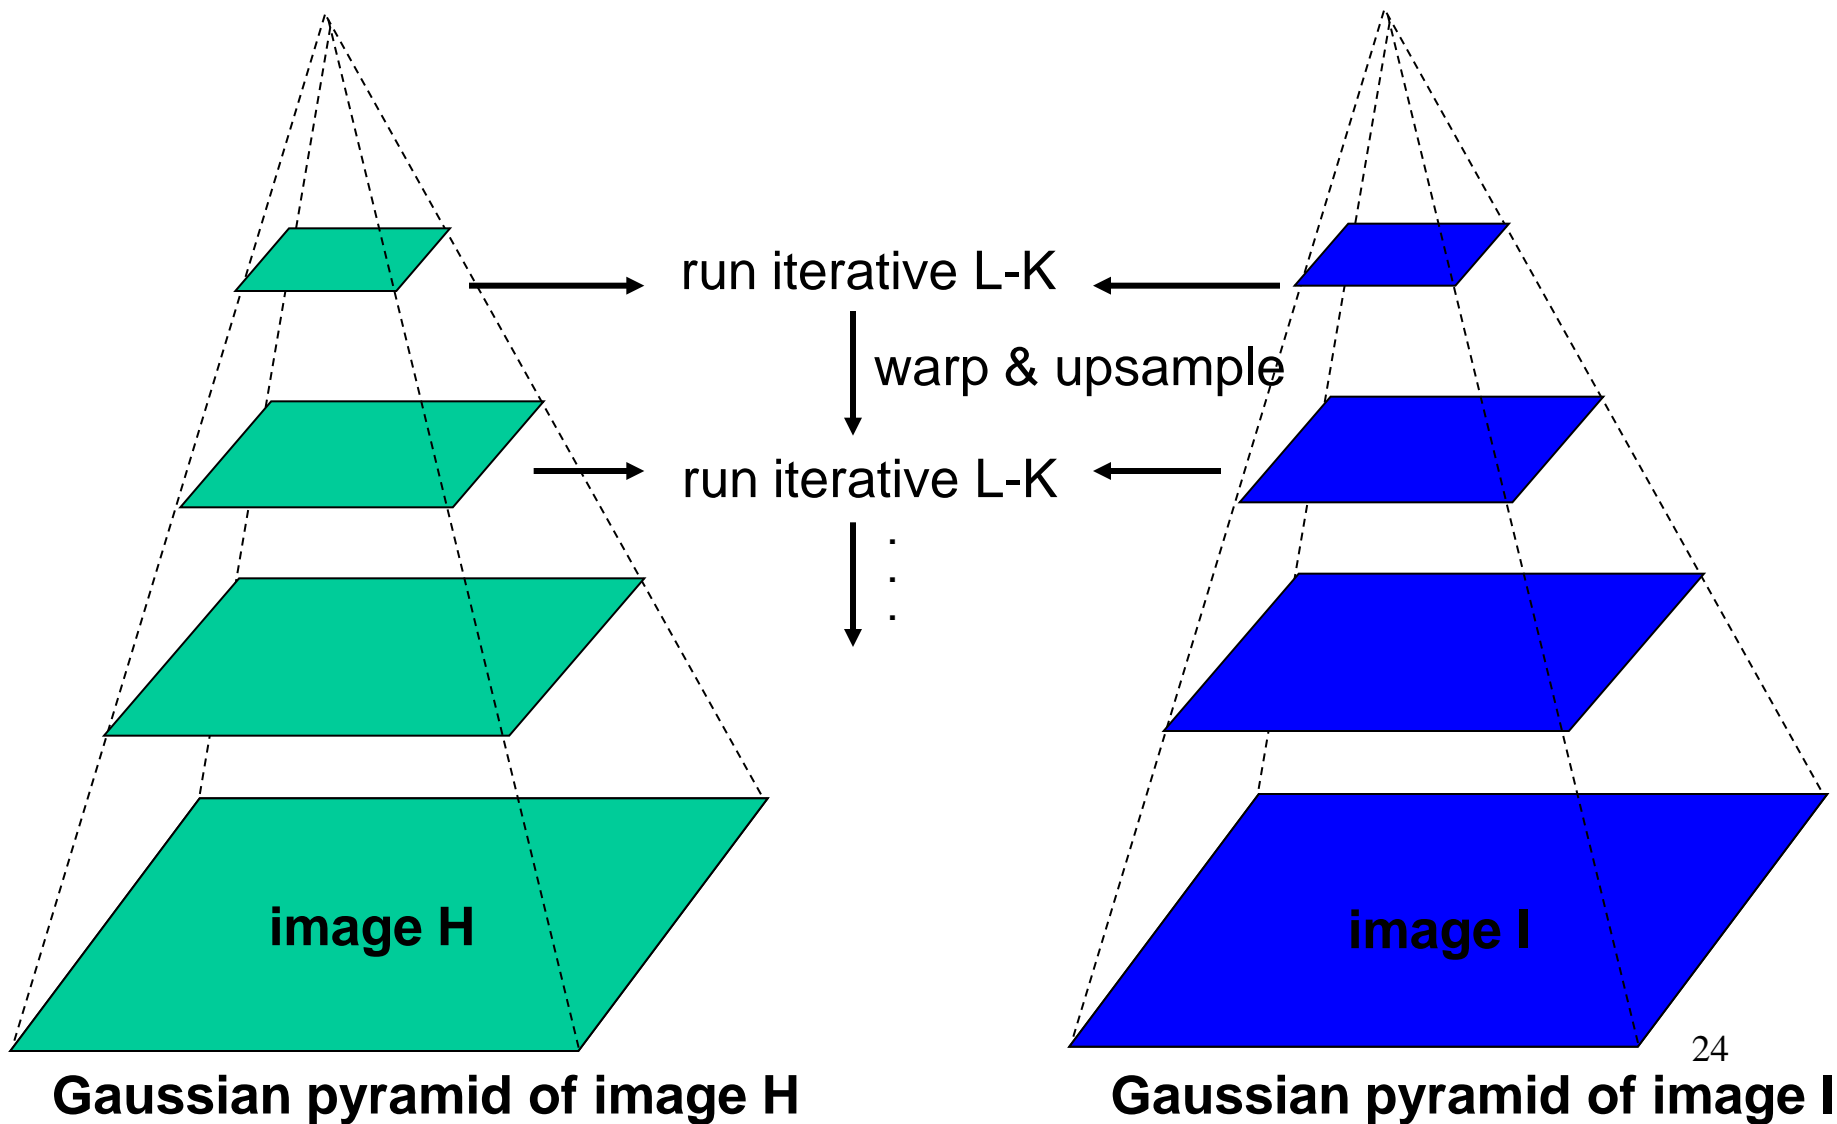 run iterative L-K
warp & upsample
run iterative L-K
.
.
.
image H
image I
24
Gaussian pyramid of image H
Gaussian pyramid of image I